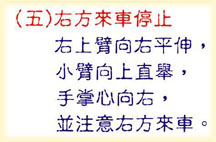 (五)右方來車停止
右上臂向右平伸，
小臂向上直舉，
手掌心向右，
並注意右方來車。